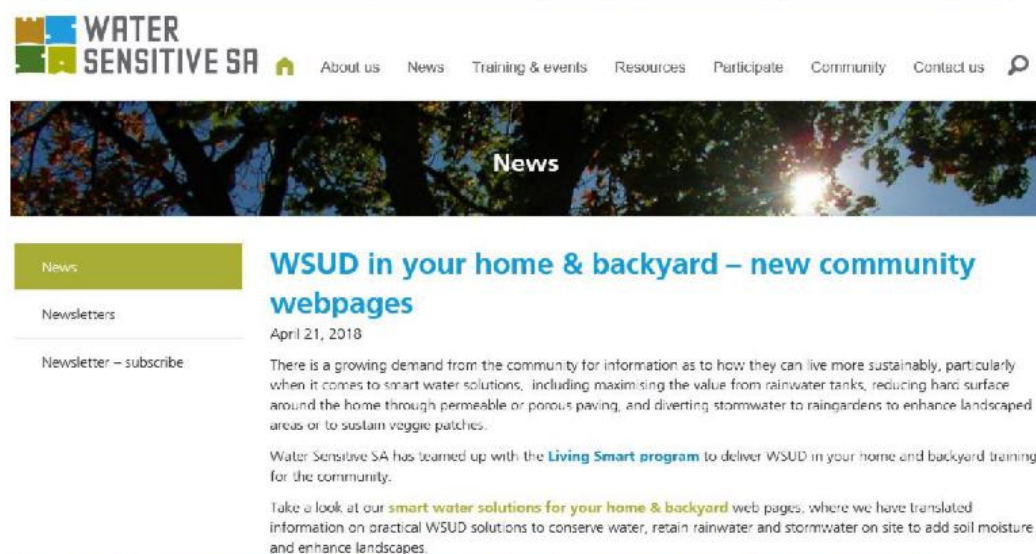 WATER
SENSITIVE SA
About us News Training & events Resources Participate Community Contact us
News
News
Newsletters
Newsletter – subscribe
WSUD in your home & backyard – new community
webpages
April 21, 2018
There is a growing demand from the community for information as to how they can live more sustainably, particularly
when it comes to smart water solutions, including maximising the value from rainwater tanks, reducing hard surface
around the home through permeable or porous paving, and diverting stormwater to raingardens to enhance landscaped
areas or to sustain veggie patches.
Water Sensitive SA has teamed up with the Living Smart program to deliver WSUD in your home and backyard training
for the community.
Take a look at our smart water solutions for your home & backyard web pages, where we have translated
information on practical WSUD solutions to conserve water, retain rainwater and stormwater on site to add soil moisture
and enhance landscapes.